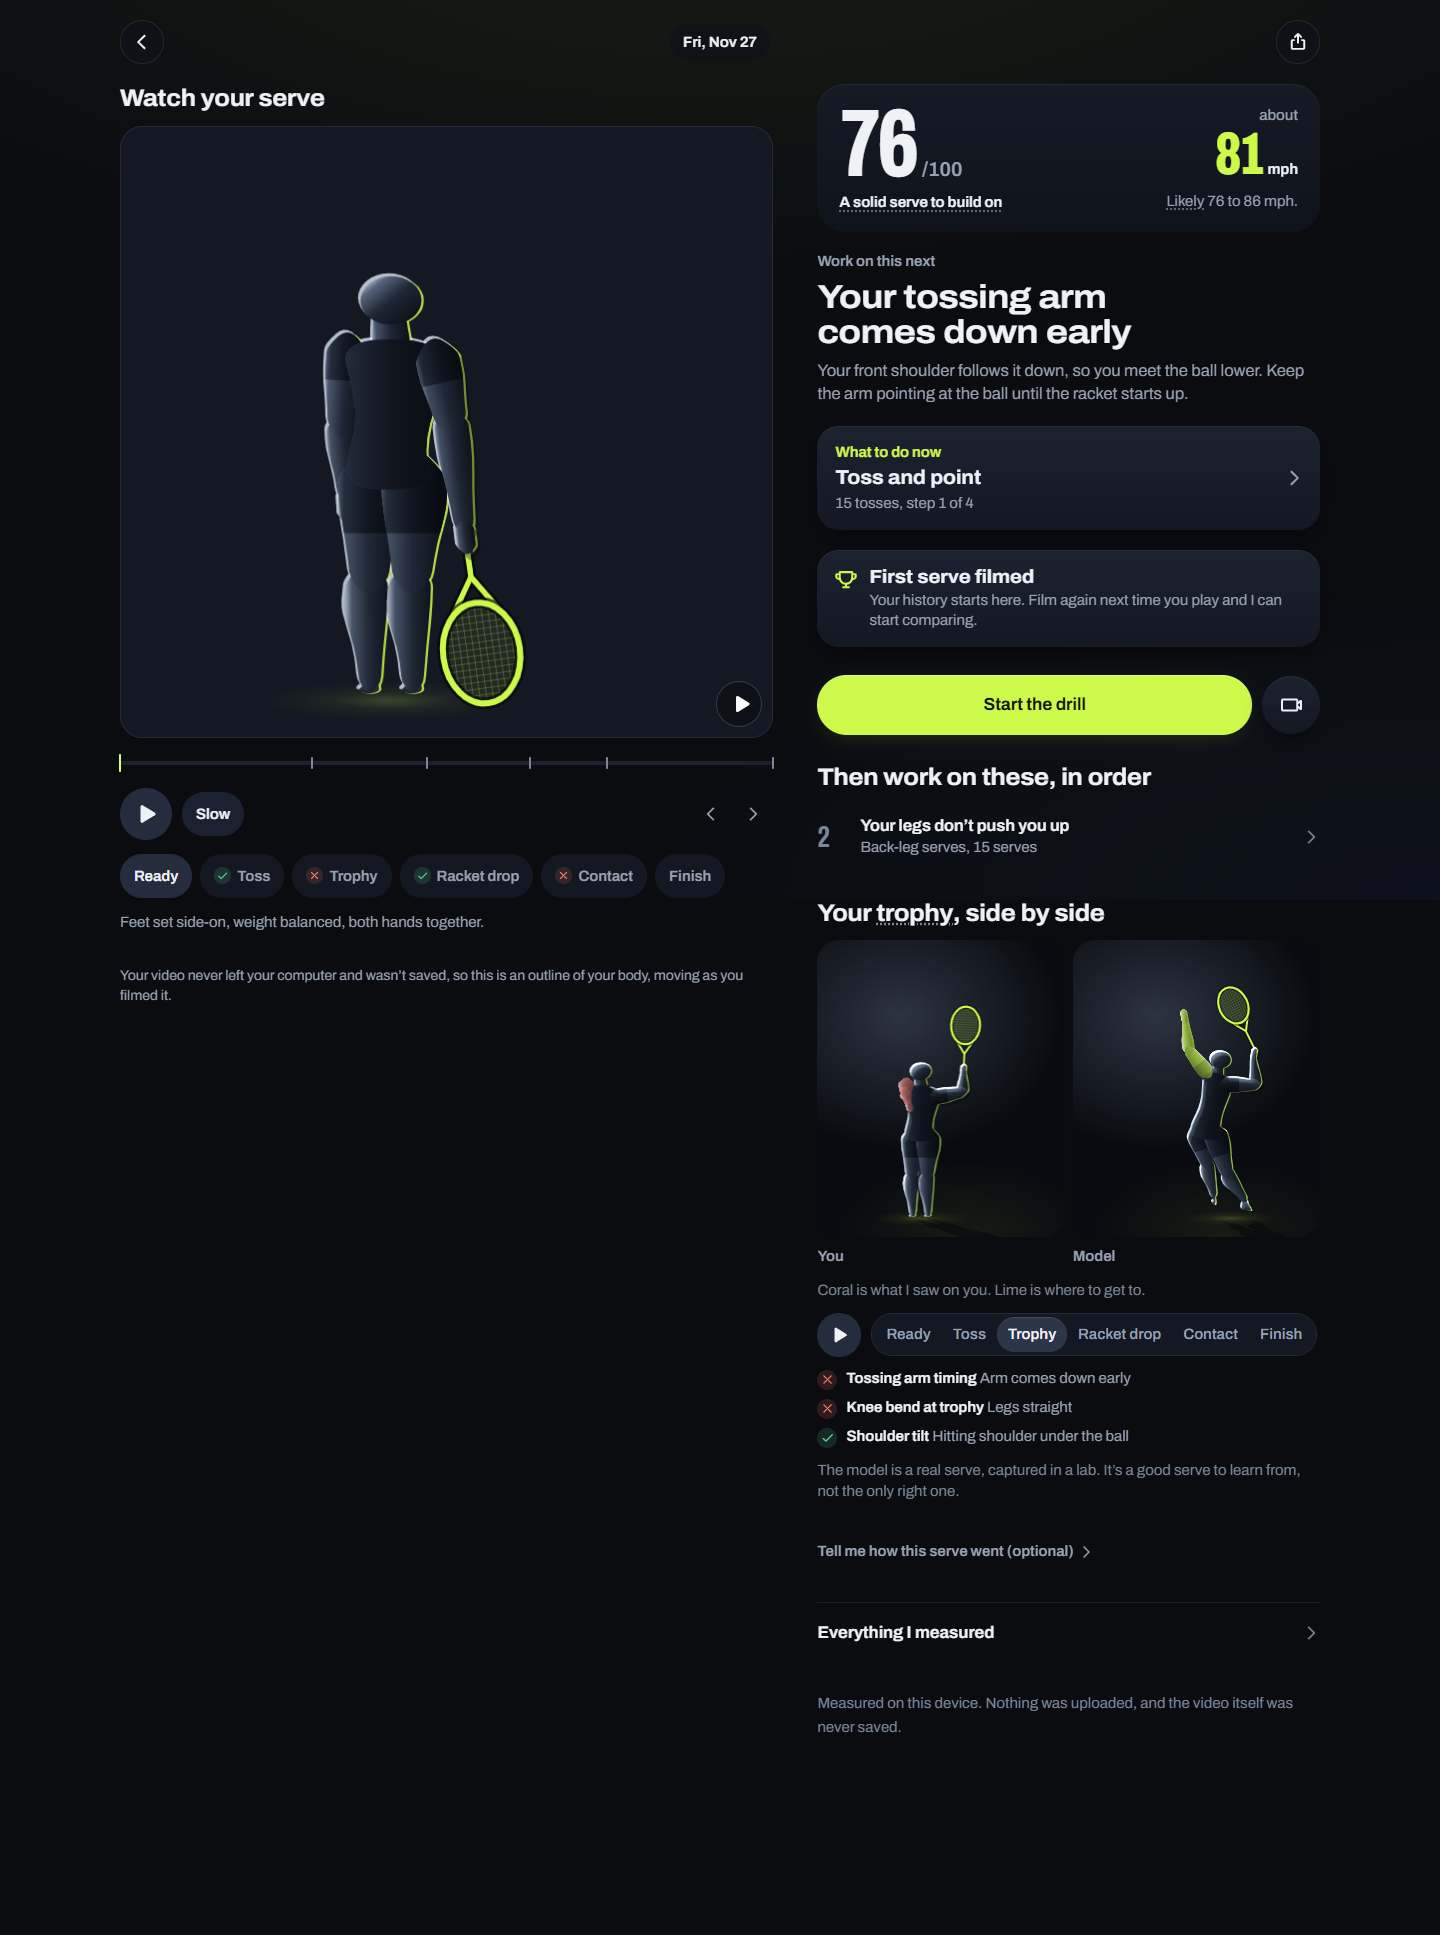 Fri, Nov 27
Watch your serve
Ready
Toss
Trophy
Racket drop
Contact
Finish
Slow
Feet set side-on, weight balanced, both hands together.
Your video never left your computer and wasn’t saved, so this is an outline of your body, moving as you
filmed it.
76 /100
A solid serve to build on
about
81 mph
Likely 76 to 86 mph.
Work on this next
Your tossing arm
comes down early
Your front shoulder follows it down, so you meet the ball lower. Keep
the arm pointing at the ball until the racket starts up.
What to do now
Toss and point
15 tosses, step 1 of 4
First serve filmed
Your history starts here. Film again next time you play and I can
start comparing.
Start the drill
Then work on these, in order
2
Your legs don’t push you up
Back-leg serves, 15 serves
Your trophy, side by side
You
Model
Coral is what I saw on you. Lime is where to get to.
Ready
Toss
Trophy
Racket drop
Contact
Finish
Tossing arm timing Arm comes down early
Knee bend at trophy Legs straight
Shoulder tilt Hitting shoulder under the ball
The model is a real serve, captured in a lab. It’s a good serve to learn from,
not the only right one.
Tell me how this serve went (optional)
Everything I measured
Measured on this device. Nothing was uploaded, and the video itself was
never saved.